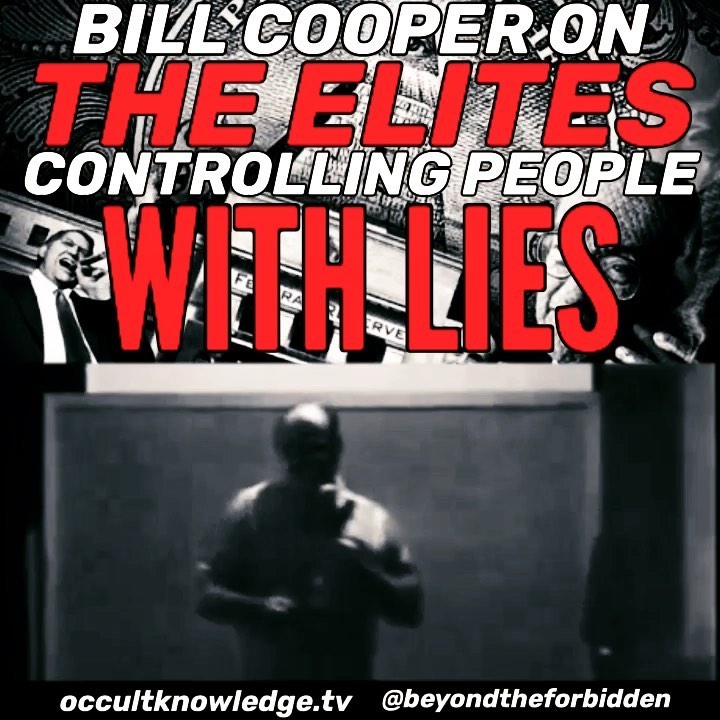 BILL COOPER ON
THE ELITES
CONTROLLING PEOPLE
WITH LIES
occultknowledge.tv @beyondtheforbidden